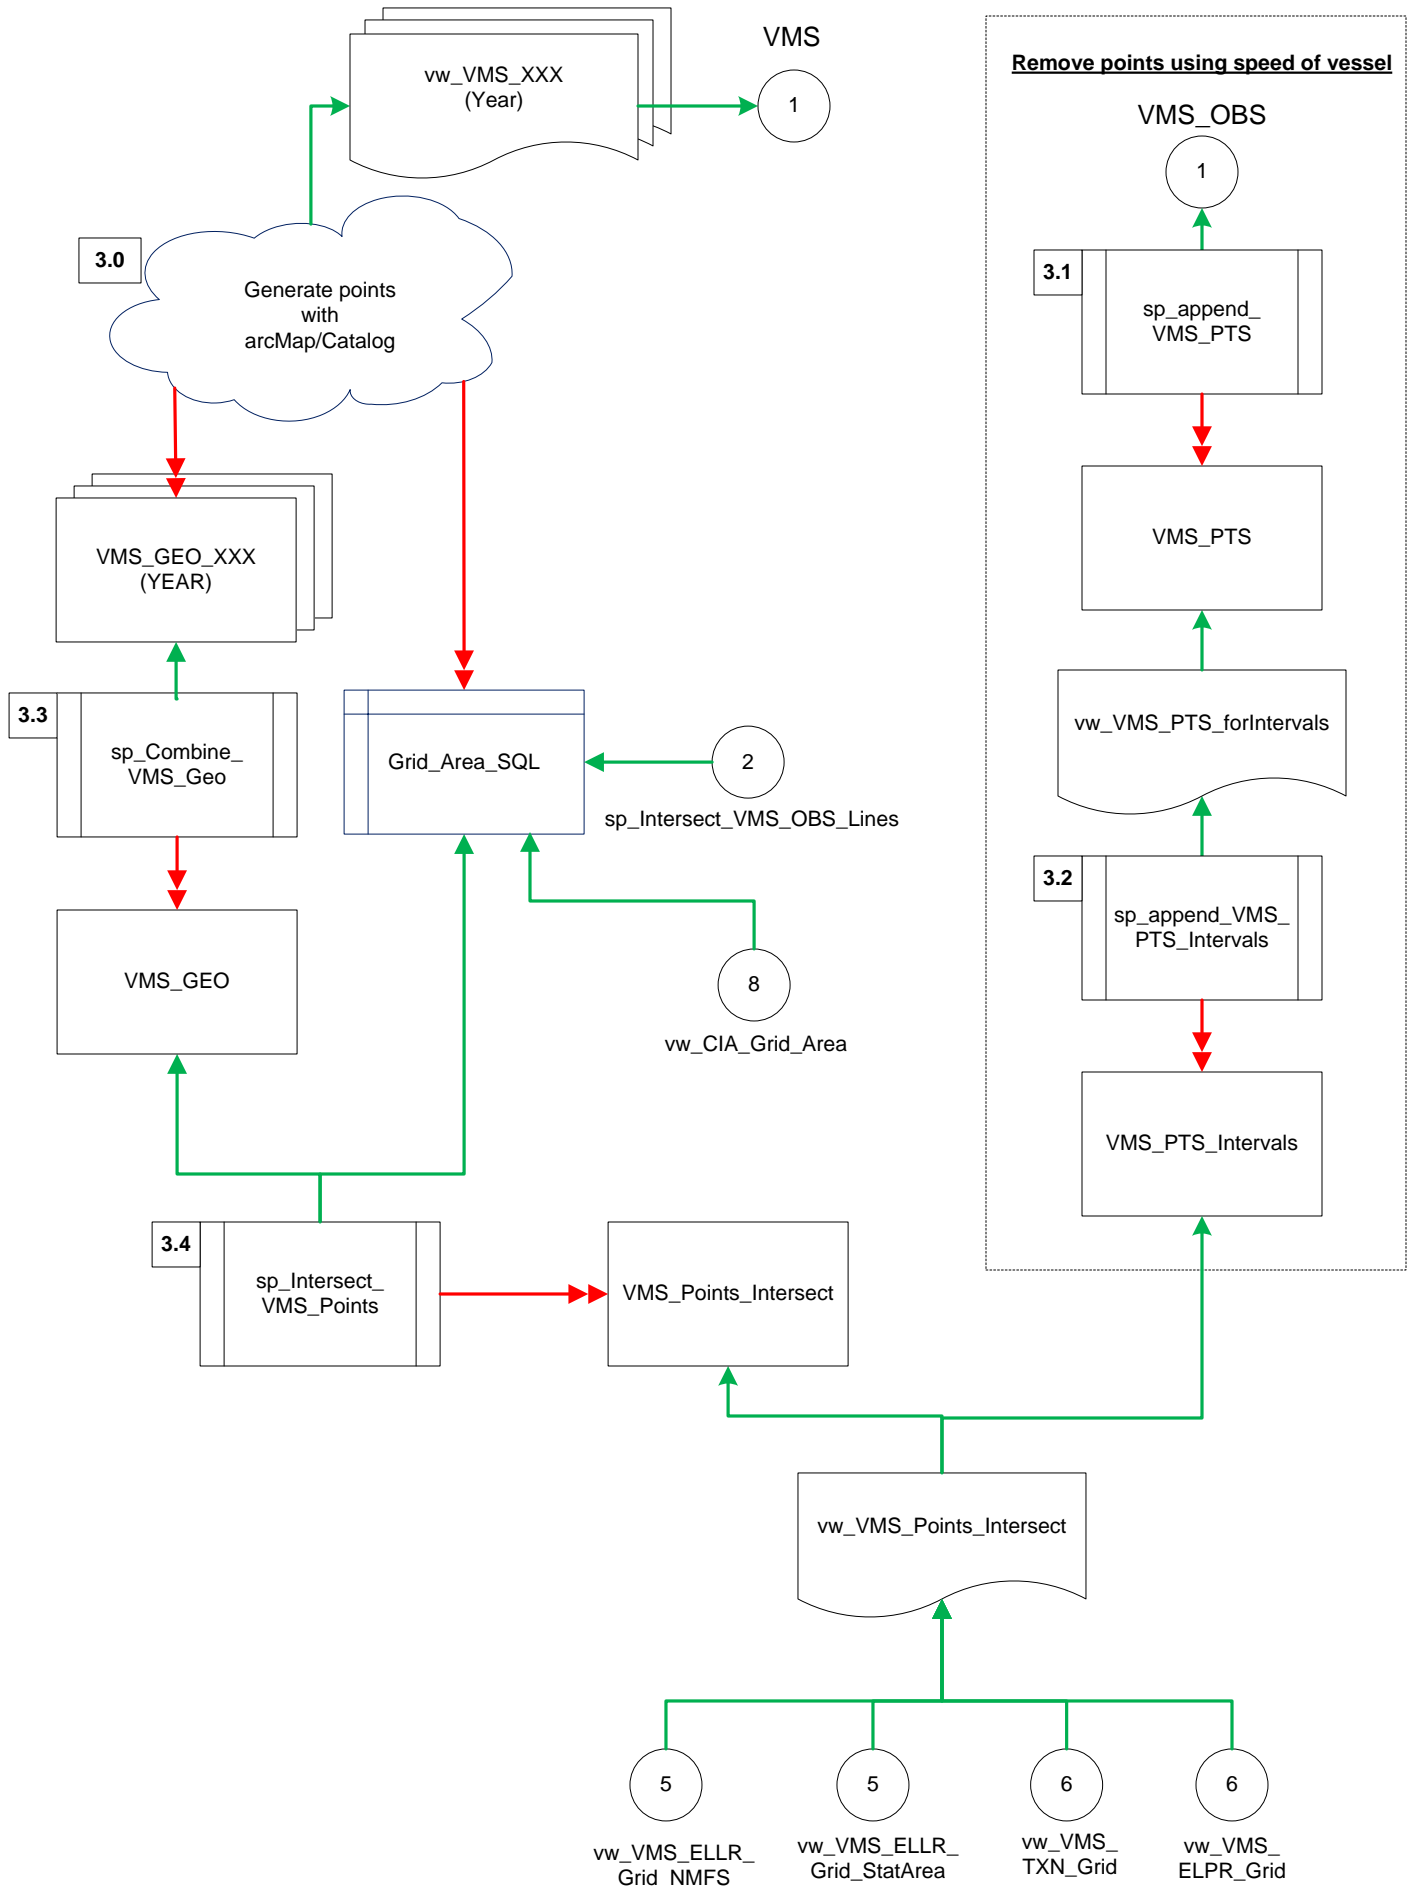 VMS
vw_VMS_XXX
(Year)
1
Remove points using speed of vessel
VMS_OBS
1
3.0
Generate points
with
arcMap/Catalog
3.1
sp_append_
VMS_PTS
VMS_PTS
VMS_GEO_XXX
(YEAR)
3.3
sp_Combine_
VMS_Geo
Grid_Area_SQL
2
sp_Intersect_VMS_OBS_Lines
vw_VMS_PTS_forIntervals
3.2
sp_append_VMS_
PTS_Intervals
VMS_GEO
8
vw_CIA_Grid_Area
VMS_PTS_Intervals
3.4
sp_Intersect_
VMS_Points
VMS_Points_Intersect
vw_VMS_Points_Intersect
5
vw_VMS_ELLR_
Grid_NMFS
5
vw_VMS_ELLR_
Grid_StatArea
6
vw_VMS_
TXN_Grid
6
vw_VMS_
ELPR_Grid